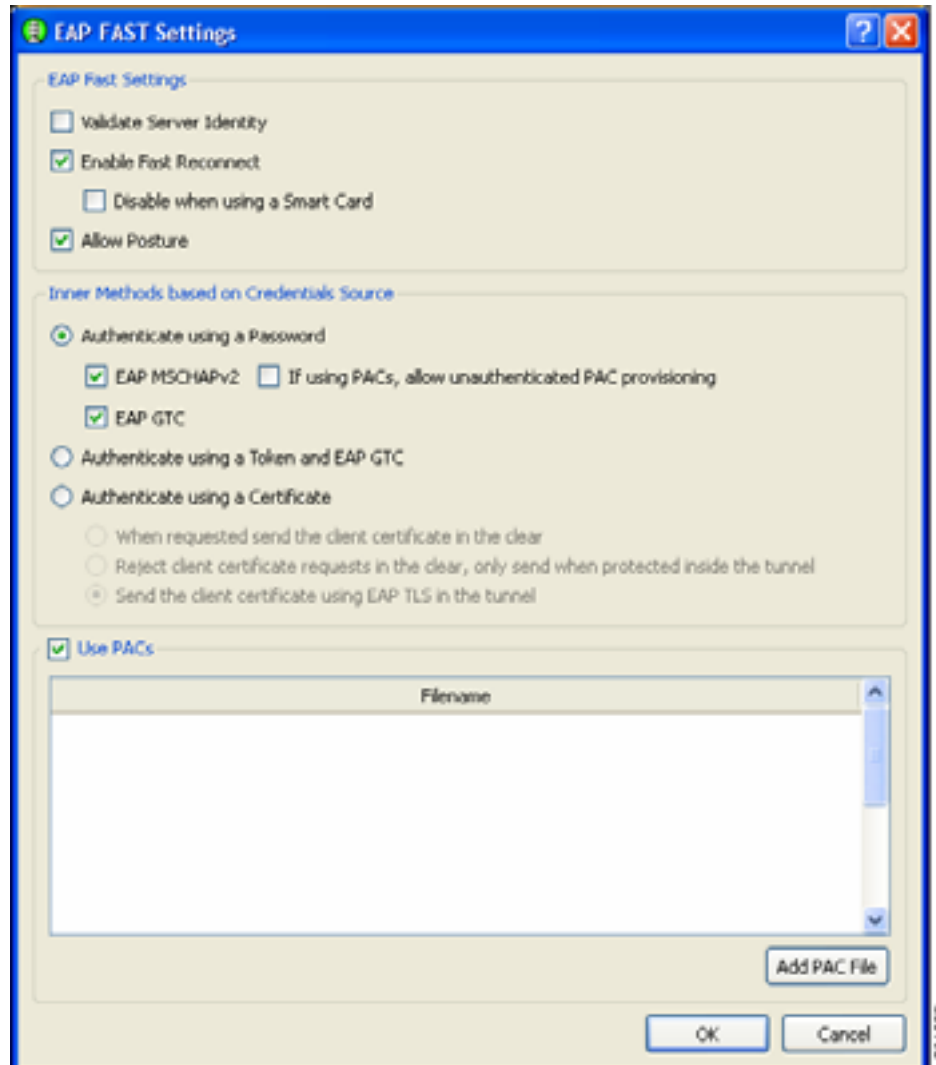 EAP FAST Settings
EAP Fast Settings
Validate Server Identity
Enable Fast Reconnect
Disable when using a Smart Card
Allow Posture
Inner Methods based on Credentials Source
Authenticate using a Password
EAP MSCHAPv2 If using PACs, allow unauthenticated PAC provisioning
EAP GTC
Authenticate using a Token and EAP GTC
Authenticate using a Certificate
When requested send the client certificate in the clear
Reject client certificate requests in the clear, only send when protected inside the tunnel
Send the client certificate using EAP TLS in the tunnel
Use PACs
Filename
Add PAC File
OK Cancel